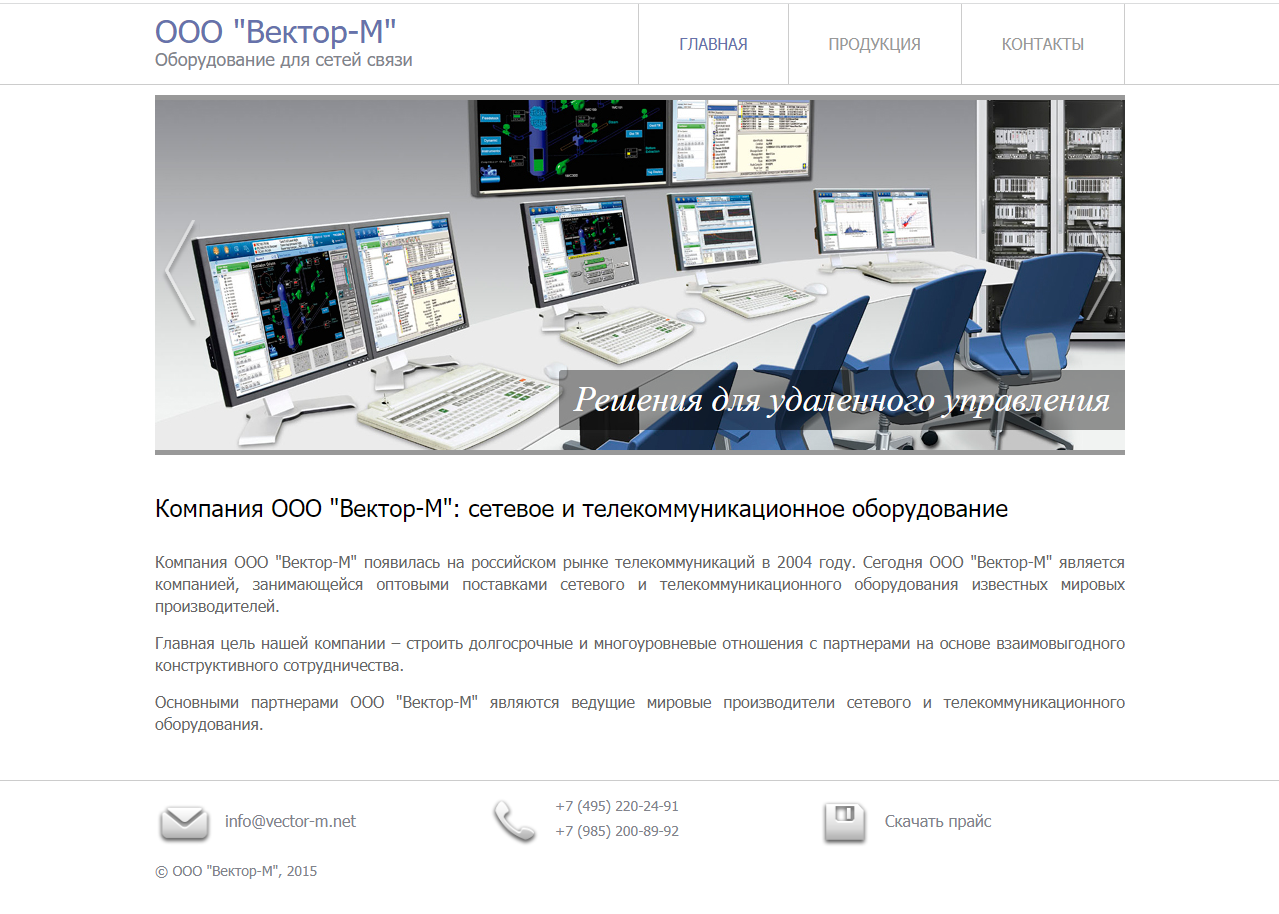 ООО "Вектор-М"
Оборудование для сетей связи
ГЛАВНАЯ
ПРОДУКЦИЯ
КОНТАКТЫ
Решения для удаленного управления
Компания ООО "Вектор-М": сетевое и телекоммуникационное оборудование
Компания ООО "Вектор-М" появилась на российском рынке телекоммуникаций в 2004 году. Сегодня ООО "Вектор-М" является
компанией, занимающейся оптовыми поставками сетевого и телекоммуникационного оборудования известных мировых
производителей.
Главная цель нашей компании – строить долгосрочные и многоуровневые отношения с партнерами на основе взаимовыгодного
конструктивного сотрудничества.
Основными партнерами ООО "Вектор-М" являются ведущие мировые производители сетевого и телекоммуникационного
оборудования.
info@vector-m.net
+7 (495) 220-24-91
+7 (985) 200-89-92
Скачать прайс
© ООО "Вектор-М", 2015